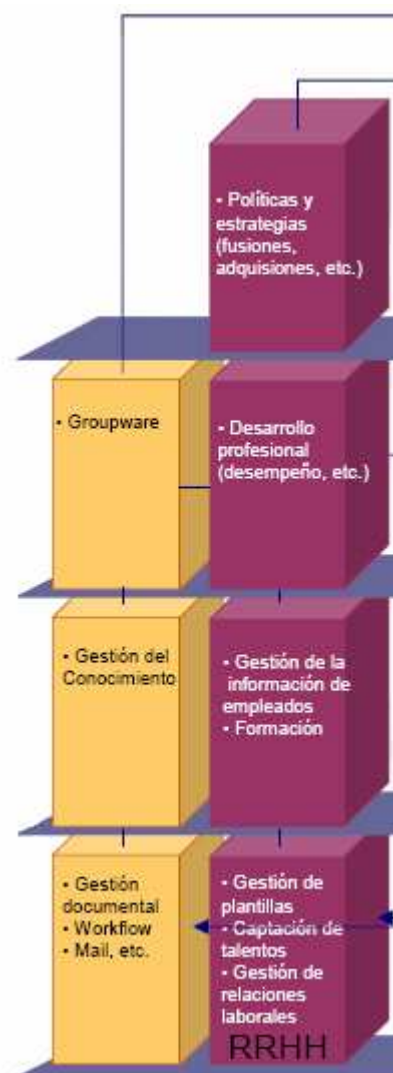 • Políticas y
estrategias
(fusiones,
adquisiones, etc.)
• Groupware
• Desarrollo
profesional
(desempeño, etc.)
• Gestión del
Conocimiento
• Gestión de la
información de
empleados
• Formación
• Gestión
documental
• Workflow
• Mail, etc.
• Gestión de
plantillas
• Captación de
talentos
• Gestión de
relaciones
laborales
RRHH